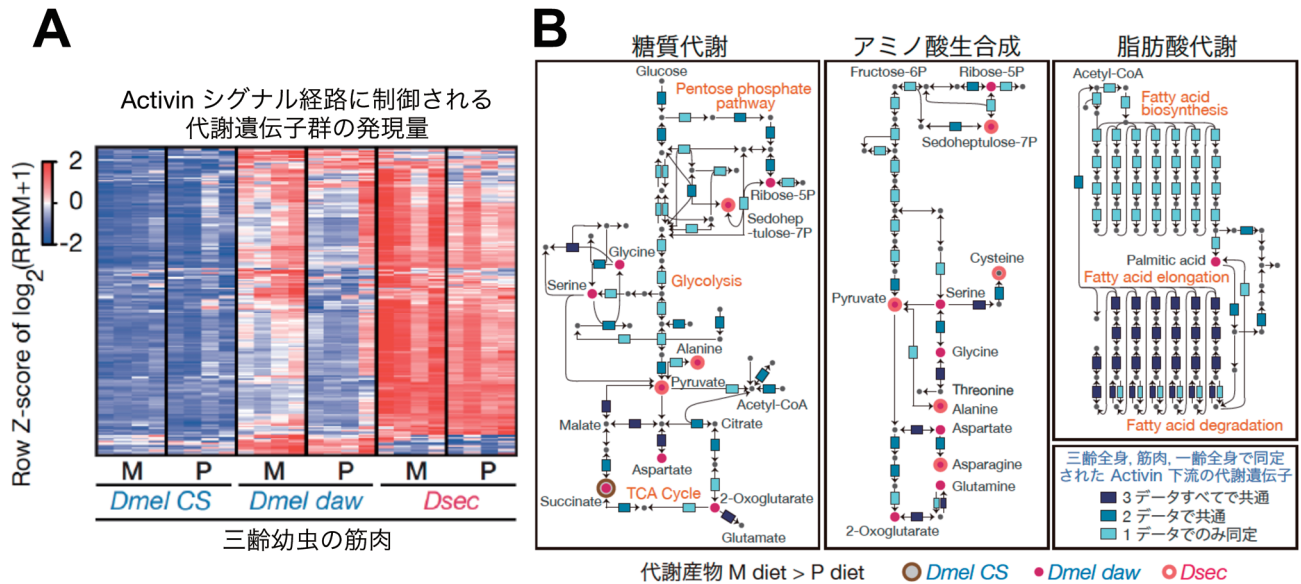 A
Activin シグナル経路に制御される
代謝遺伝子群の発現量
Row Z-score of log2(RPKM+1)
2
0
-2
M P M P M P
Dmel CS Dmel daw Dsec
三齢幼虫の筋肉
B
糖質代謝
Glucose
Pentose phosphate
pathway
Ribose-5P
Sedohep
-tulose-7P
Glycine
Serine
Glycolysis
Alanine
Pyruvate
Acetyl-CoA
Malate
Citrate
Aspartate
Succinate
TCA Cycle
2-Oxoglutarate
Glutamate
アミノ酸生合成
Fructose-6P
Ribose-5P
Sedoheptulose-7P
Cysteine
Pyruvate
Serine
Glycine
Threonine
Alanine
Aspartate
Asparagine
Glutamine
2-Oxoglutarate
脂肪酸代謝
Acetyl-CoA
Fatty acid
biosynthesis
Palmitic acid
Fatty acid elongation
Fatty acid degradation
三齢全身, 筋肉, 一齢全身で同定
された Activin 下流の代謝遺伝子
3 データすべてで共通
2 データで共通
1 データでのみ同定
代謝産物 M diet > P diet
Dmel CS
Dmel daw
Dsec